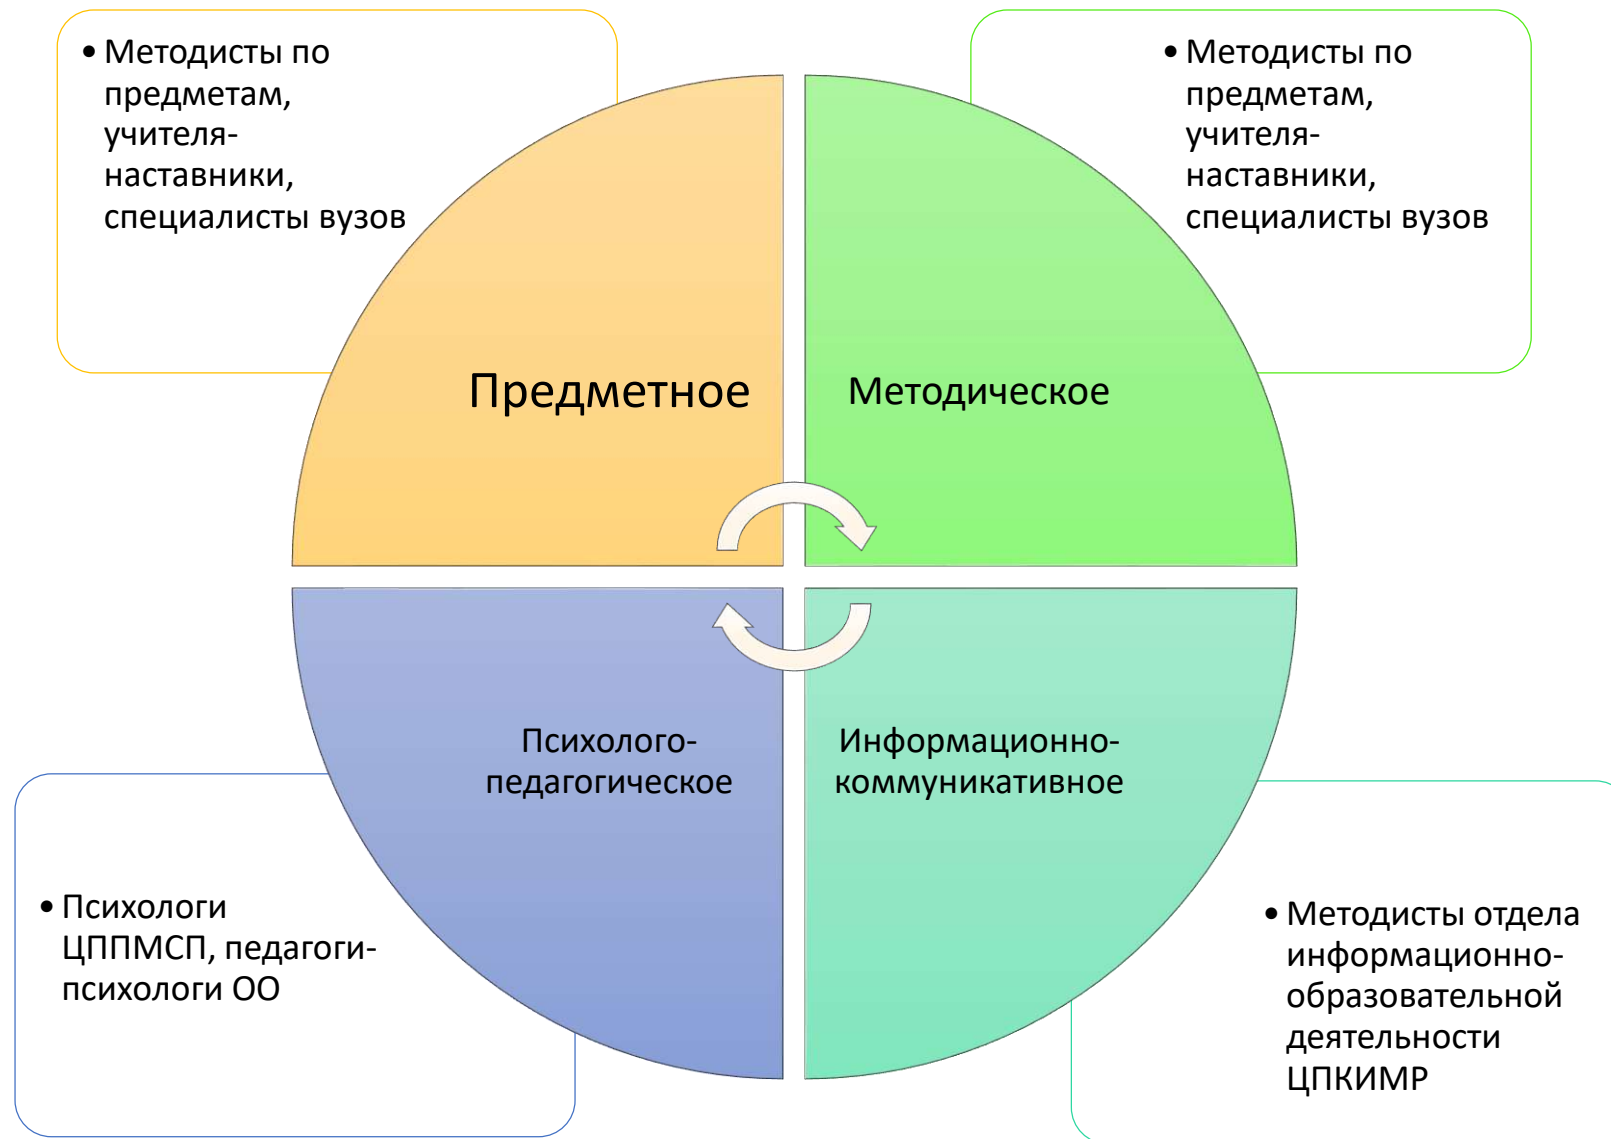 • Методисты по
предметам,
учителя-
наставники,
специалисты вузов
• Методисты по
предметам,
учителя-
наставники,
специалисты вузов
Предметное
Методическое
Психолого-
педагогическое
Информационно-
коммуникативное
• Психологи
ЦППМСП, педагоги-
психологи ОО
• Методисты отдела
информационно-
образовательной
деятельности
ЦПКИМР